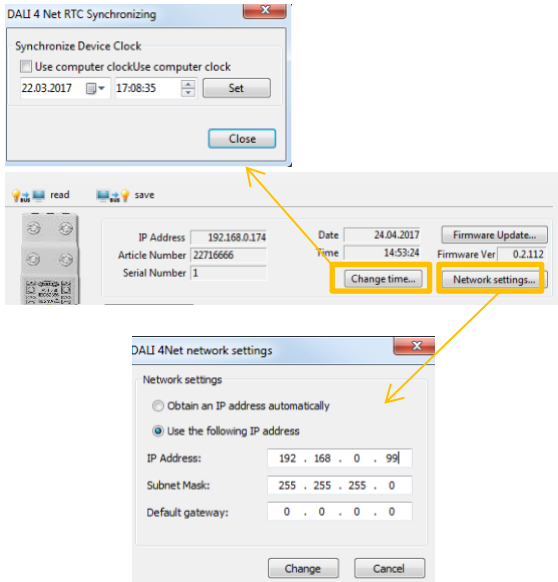 DALI 4 Net RTC Synchronizing
Synchronize Device Clock
Use computer clockUse computer clock
22.03.2017 17:08:35 Set
Close
read save
IP Address 192.168.0.174 Date 24.04.2017 Firmware Update...
Article Number 22716666 Time 14:53:24 Firmware Ver 0.2.112
Serial Number 1 Change time... Network settings...
DALI 4Net network settings
Network settings
Obtain an IP address automatically
Use the following IP address
IP Address: 192 . 168 . 0 . 99
Subnet Mask: 255 . 255 . 255 . 0
Default gateway: 0 . 0 . 0 . 0
Change Cancel